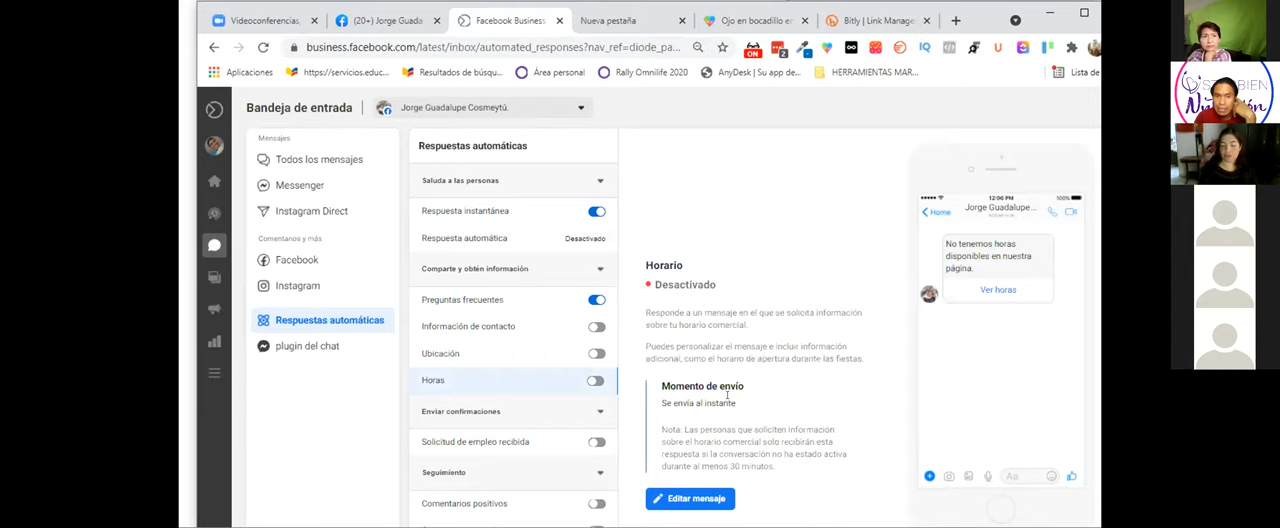 Videoconferencias,
(20+) Jorge Guada
Facebook Business
Nueva pestaña
Ojo en bocadillo en
Bitly | Link Manage
business.facebook.com/latest/inbox/automated_responses?nav_ref=diode_pa...
ON
2
Aplicaciones
https://servicios.educ...
Resultados de búsqu...
Área personal
Rally Omnilife 2020
AnyDesk | Su app de...
HERRAMIENTAS MAR...
Lista de
Bandeja de entrada
Jorge Guadalupe Cosmeytú.
Mensajes
Todos los mensajes
Messenger
Instagram Direct
Comentarios y más
Facebook
Instagram
Respuestas automáticas
plugin del chat
Respuestas automáticas
Saluda a las personas
Respuesta instantánea
Respuesta automática
Desactivado
Comparte y obtén información
Preguntas frecuentes
Información de contacto
Ubicación
Horas
Enviar confirmaciones
Solicitud de empleo recibida
Seguimiento
Comentarios positivos
Horario
Desactivado
Responde a un mensaje en el que se solicita información
sobre tu horario comercial.
Puedes personalizar el mensaje e incluir información
adicional, como el horario de apertura durante las fiestas.
Momento de envío
Se envía al instante
Nota: Las personas que soliciten información
sobre el horario comercial solo recibirán esta
respuesta si la conversación no ha estado activa
durante al menos 30 minutos.
Editar mensaje
12:00 PM
100%
Home
Jorge Guadalupe...
No tenemos horas
disponibles en nuestra
página.
Ver horas
Aa